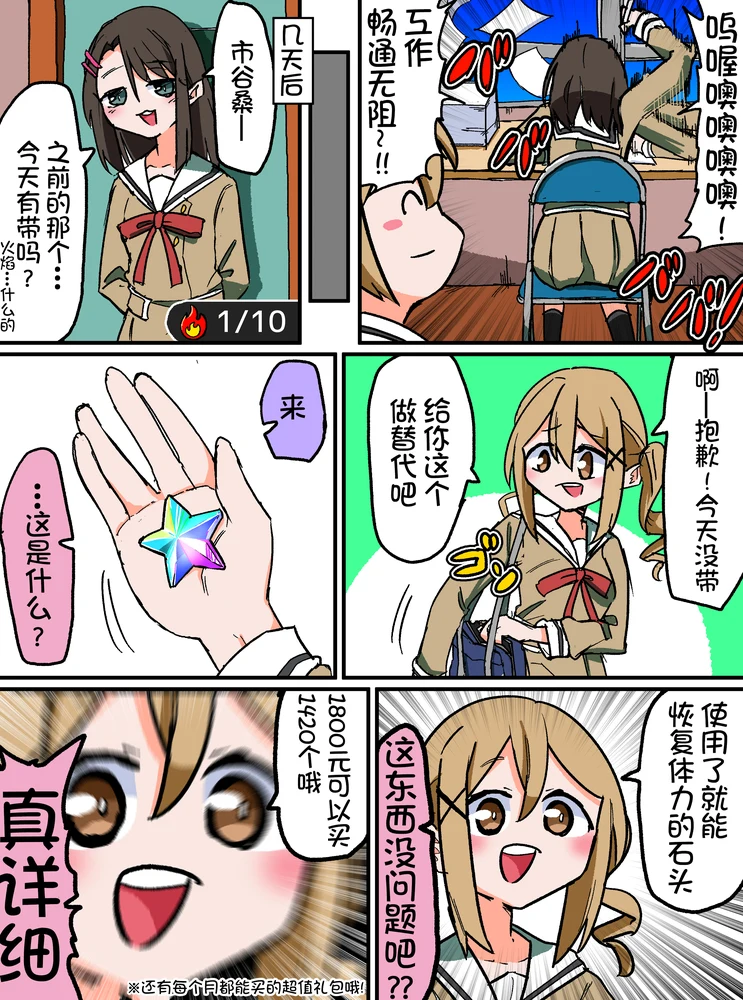 呜喔噢噢噢噢！
工作
畅通无阻~!!
几天后
市谷桑ー
之前的那个…
今天有带吗？
火焰…什么的
1/10
啊ー抱歉！今天没带
给你这个
做替代吧
ゴソッ
来
…这是什么？
使用了就能
恢复体力的石头
这东西没问题吧??
1800元可以买
1420个哦
真详细
※还有每个月都能买的超值礼包哦!